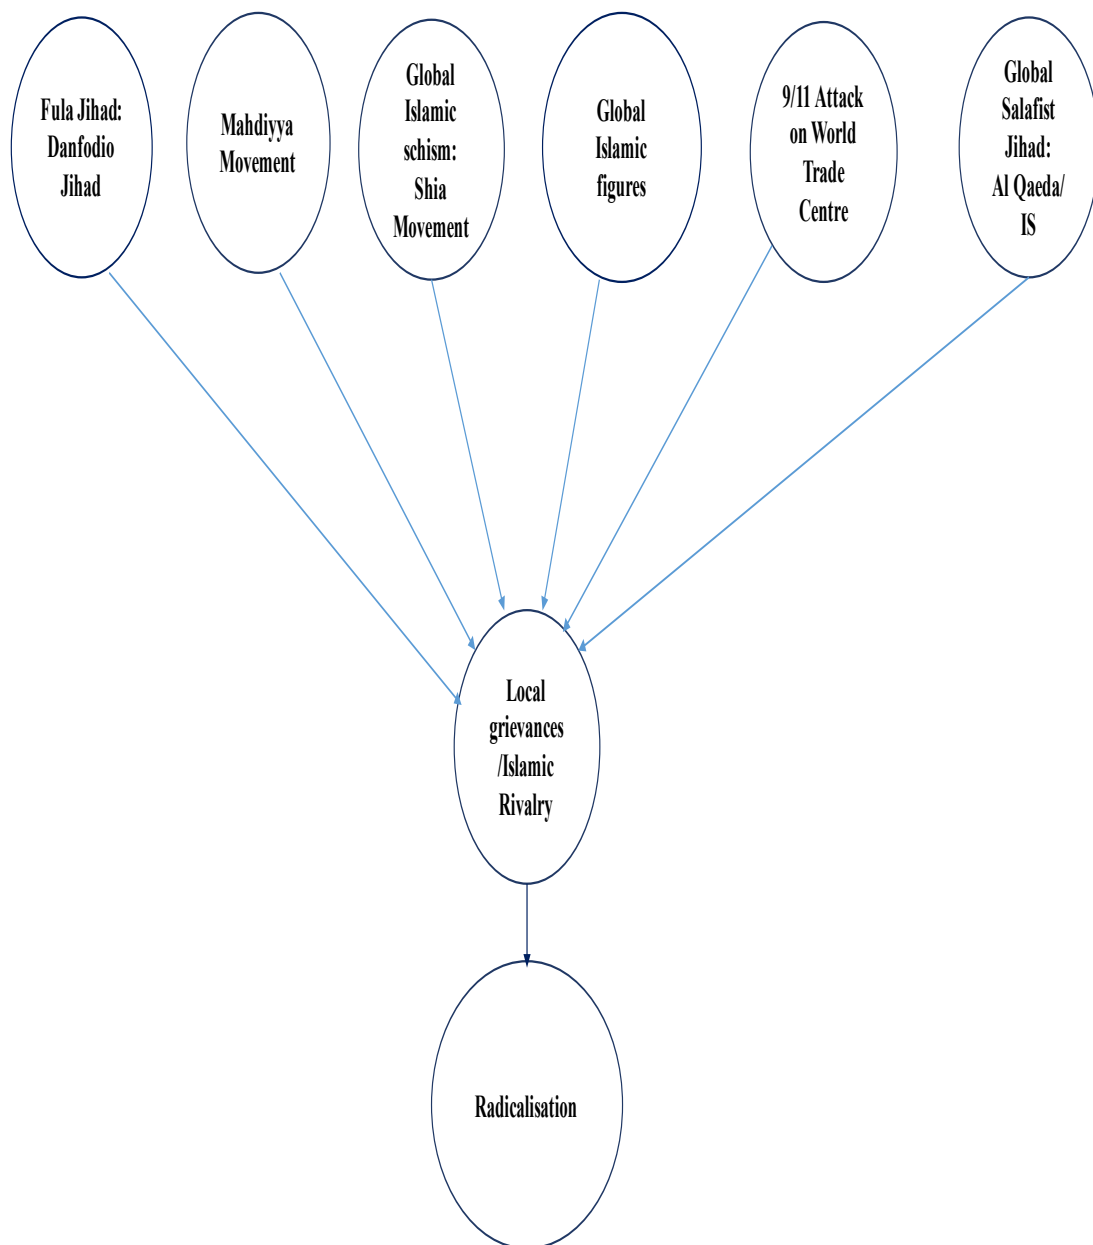 Fula Jihad:
Danfodio
Jihad
Mahdiyya
Movement
Global
Islamic
schism:
Shia
Movement
Global
Islamic
figures
9/11 Attack
on World
Trade
Centre
Global
Salafist
Jihad:
Al Qaeda/
IS
Local
grievances
/Islamic
Rivalry
Radicalisation